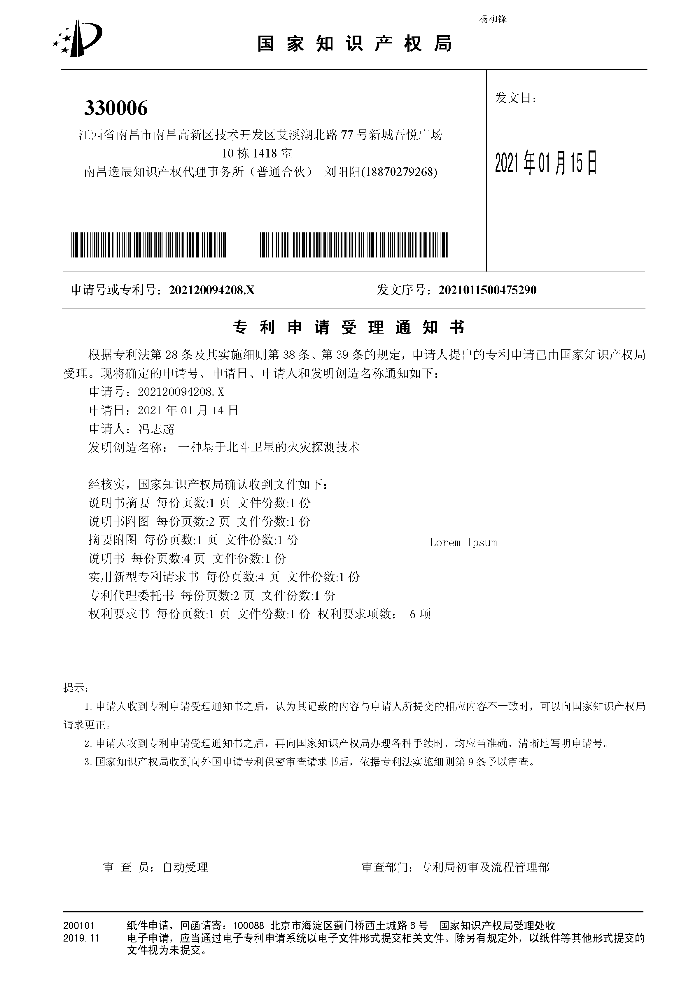 杨柳锋
国家知识产权局
330006
发文日：
江西省南昌市南昌高新区技术开发区艾溪湖北路 77 号新城吾悦广场
10 栋 1418 室
2021 年 01 月 15 日
南昌逸辰知识产权代理事务所（普通合伙） 刘阳阳(18870279268)
申请号或专利号：202120094208.X 发文序号：2021011500475290
专利申请受理通知书
根据专利法第 28 条及其实施细则第 38 条、第 39 条的规定，申请人提出的专利申请已由国家知识产权局
受理。现将确定的申请号、申请日、申请人和发明创造名称通知如下：
申请号：202120094208.X
申请日：2021 年 01 月 14 日
申请人：冯志超
发明创造名称： 一种基于北斗卫星的火灾探测技术
经核实，国家知识产权局确认收到文件如下：
说明书摘要 每份页数:1 页 文件份数:1 份
说明书附图 每份页数:2 页 文件份数:1 份
摘要附图 每份页数:1 页 文件份数:1 份
Lorem Ipsum
说明书 每份页数:4 页 文件份数:1 份
实用新型专利请求书 每份页数:4 页 文件份数:1 份
专利代理委托书 每份页数:2 页 文件份数:1 份
权利要求书 每份页数:1 页 文件份数:1 份 权利要求项数： 6 项
提示：
1. 申请人收到专利申请受理通知书之后，认为其记载的内容与申请人所提交的相应内容不一致时，可以向国家知识产权局
请求更正。
2. 申请人收到专利申请受理通知书之后，再向国家知识产权局办理各种手续时，均应当准确、清晰地写明申请号。
3. 国家知识产权局收到向外国申请专利保密审查请求书后，依据专利法实施细则第 9 条予以审查。
审 查 员：自动受理 审查部门：专利局初审及流程管理部
200101 纸件申请，回函请寄：100088 北京市海淀区蓟门桥西土城路 6 号 国家知识产权局受理处收
2019.11 电子申请，应当通过电子专利申请系统以电子文件形式提交相关文件。除另有规定外，以纸件等其他形式提交的
文件视为未提交。